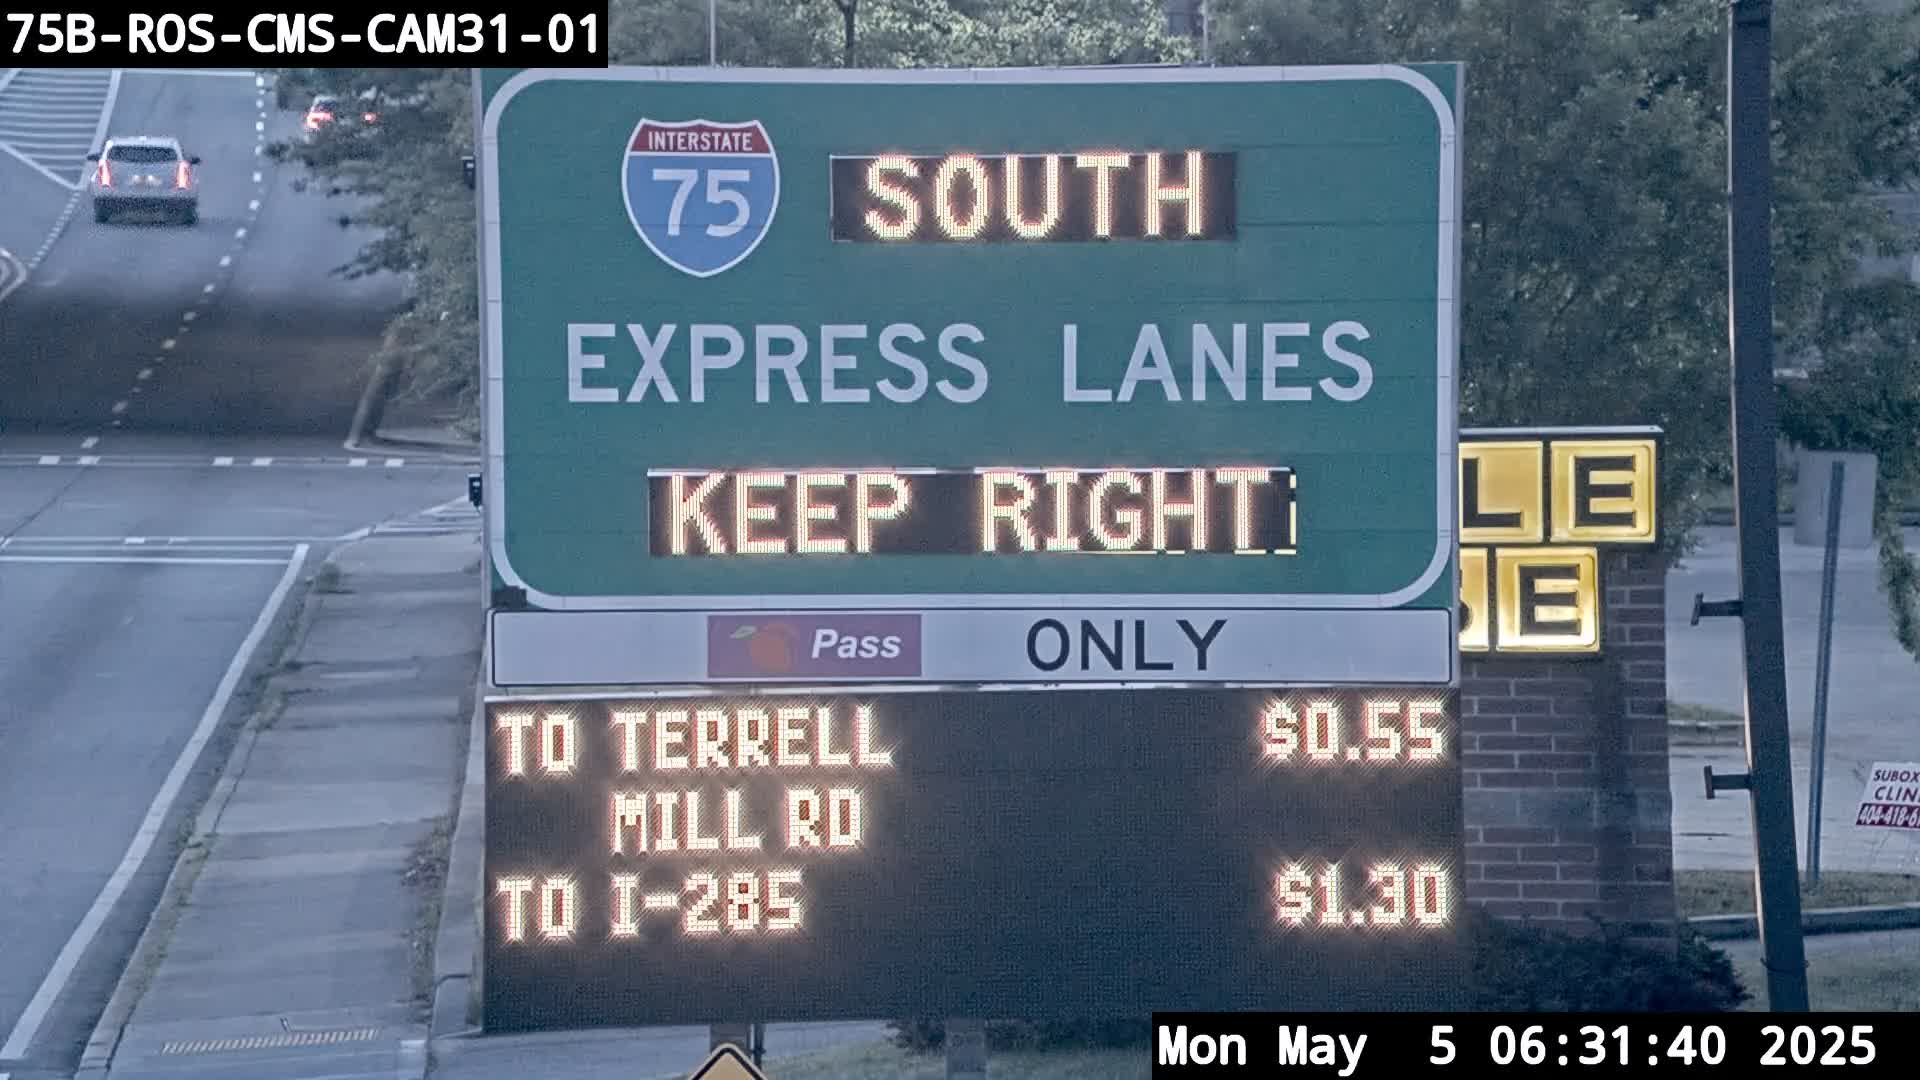 75B-ROS-CMS-CAM31-01
INTERSTATE
75
SOUTH
EXPRESS LANES
KEEP RIGHT
Pass ONLY
TO TERRELL $0.55
MILL RD
TO I-285 $1.30
LE
E
Mon May 5 06:31:40 2025